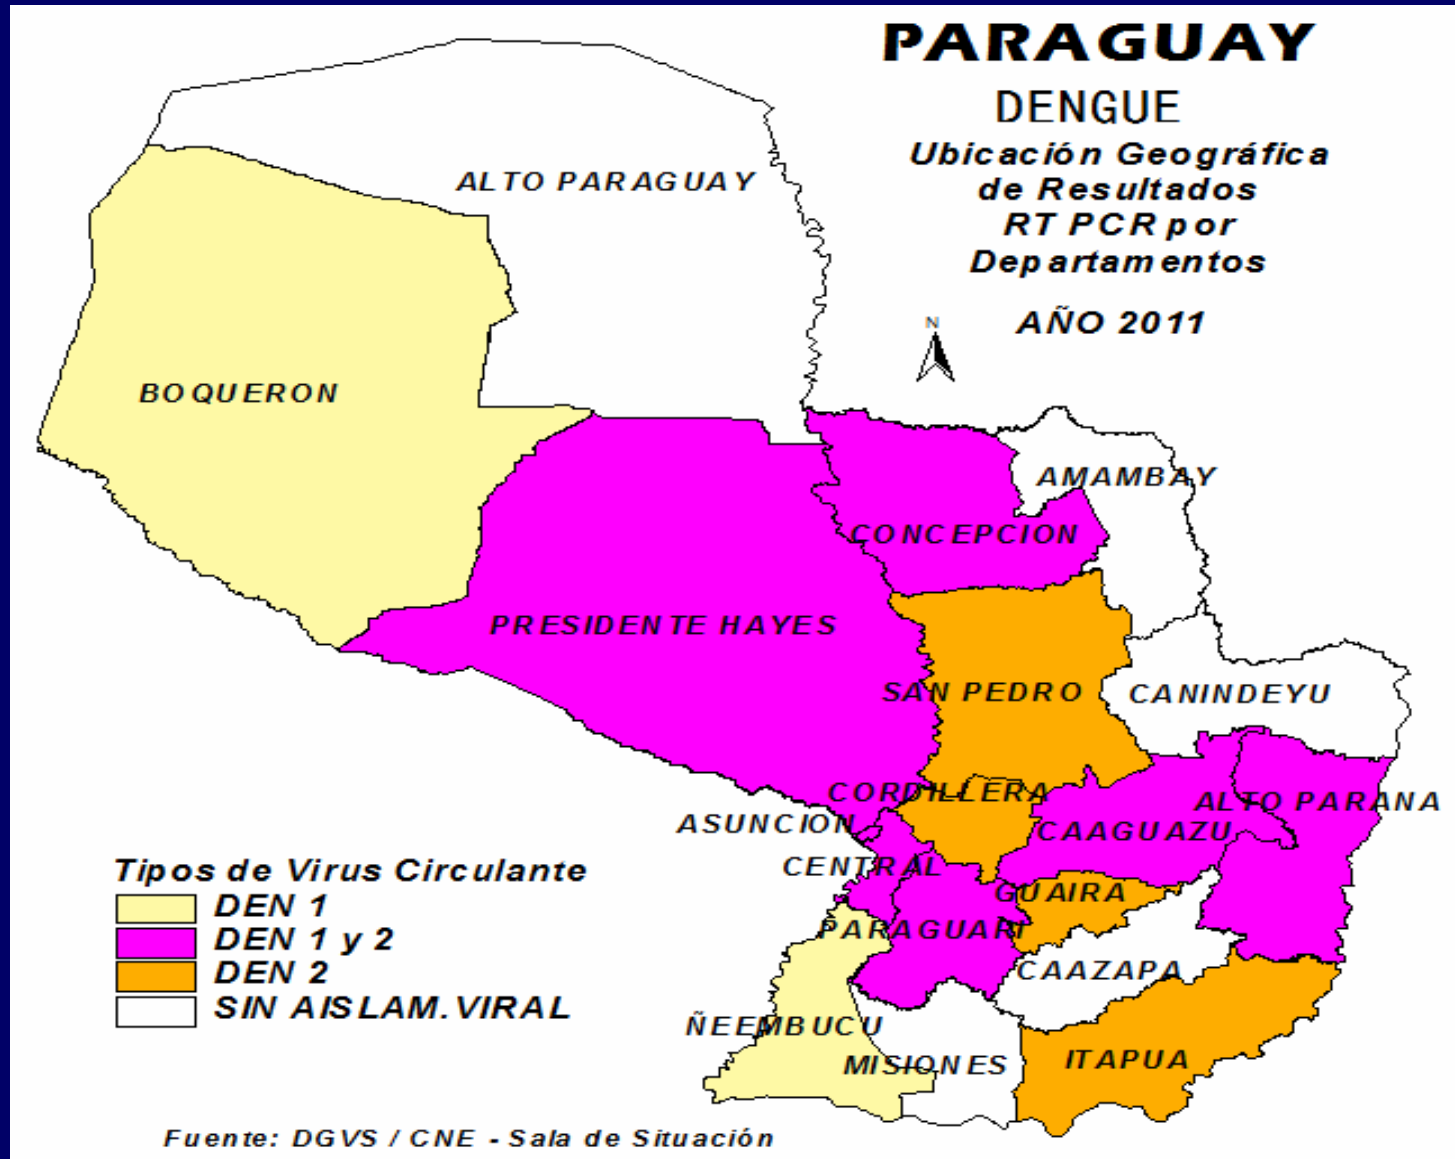 PARAGUAY
DENGUE
Ubicación Geográfica
de Resultados
RT PCR por
Departamentos
AÑO 2011
N
ALTO PARAGUAY
BOQUERON
AMAMBAY
CONCEPCION
PRESIDENTE HAYES
SAN PEDRO
CANINDEYU
CORDILLERA
ALTO PARANA
ASUNCION
CAAGUAZU
CENTRAL
GUAIRA
PARAGUARI
CAAZAPA
ÑEEMBUCU
MISIONES
ITAPUA
Tipos de Virus Circulante
DEN 1
DEN 1 y 2
DEN 2
SIN AISLAM. VIRAL
Fuente: DGVS / CNE - Sala de Situación